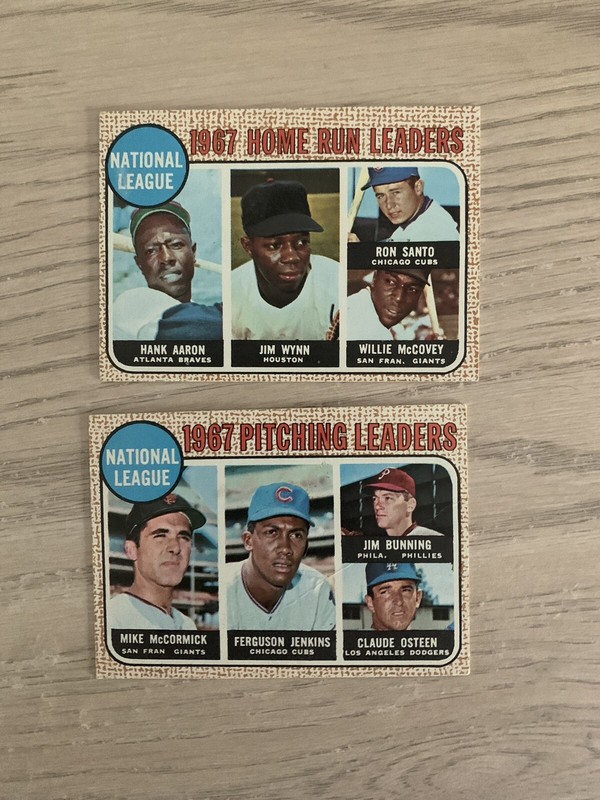 NATIONAL
LEAGUE
1967 HOME RUN LEADERS
RON SANTO
CHICAGO CUBS
HANK AARON
ATLANTA BRAVES
JIM WYNN
HOUSTON
WILLIE McCOVEY
SAN FRAN. GIANTS
NATIONAL
LEAGUE
1967 PITCHING LEADERS
C
P
JIM BUNNING
PHILA. PHILLIES
MIKE McCORMICK
SAN FRAN GIANTS
FERGUSON JENKINS
CHICAGO CUBS
CLAUDE OSTEEN
LOS ANGELES DODGERS